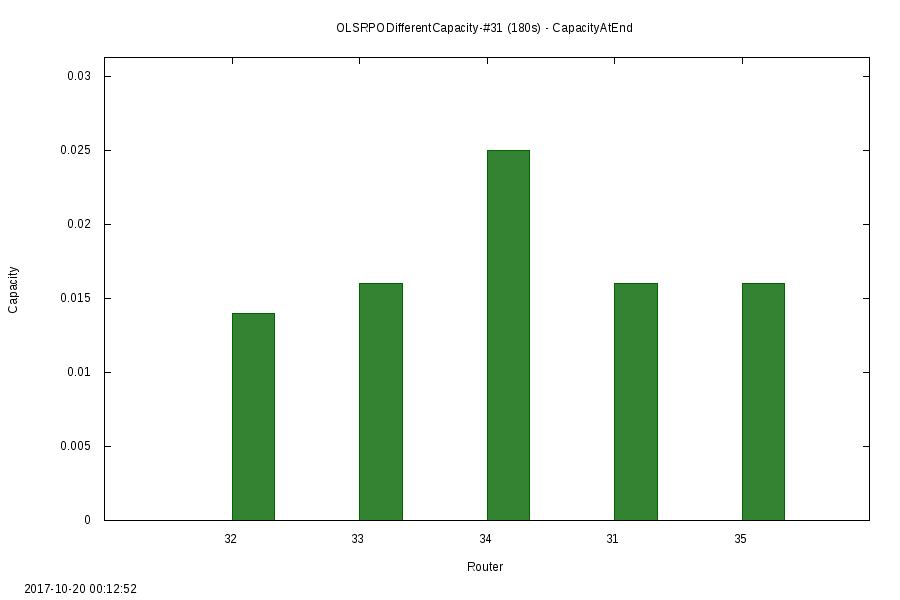 OLSRPODifferentCapacity-#31 (180s) - CapacityAtEnd
0.03
0.025
0.02
0.015
0.01
0.005
0
Capacity
32 33 34 31 35
Router
2017-10-20 00:12:52